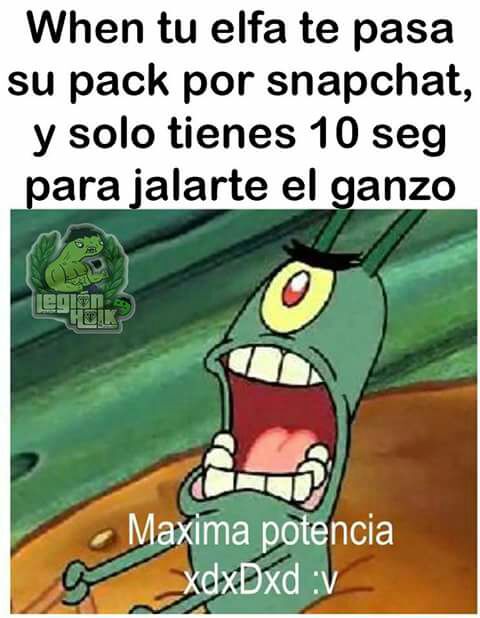 When tu elfa te pasa
su pack por snapchat,
y solo tienes 10 seg
para jalarte el ganzo
legión
Holk
Maxima potencia
xdxDxd :v